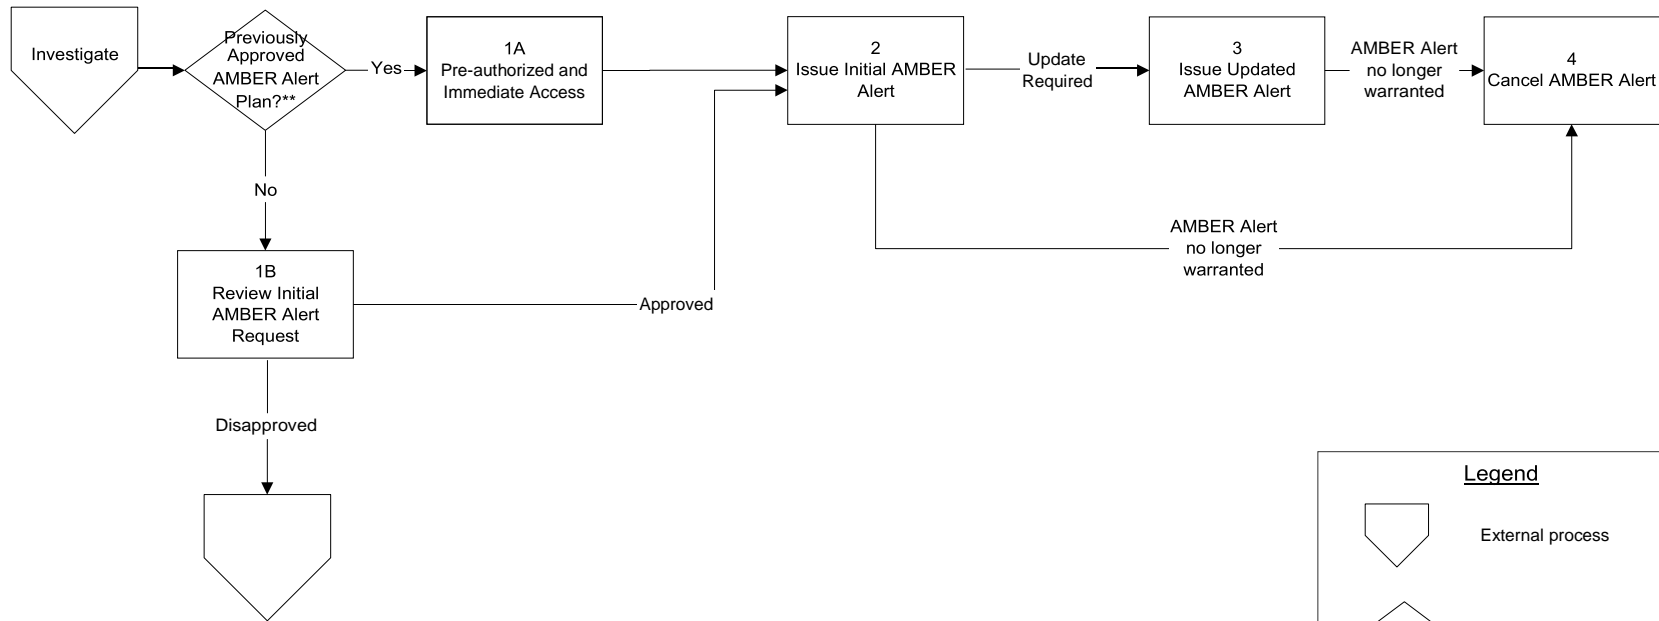 Investigate
Previously
Approved
AMBER Alert
Plan?**
Yes
1A
Pre-authorized and
Immediate Access
2
Issue Initial AMBER
Alert
Update
Required
3
Issue Updated
AMBER Alert
AMBER Alert
no longer
warranted
4
Cancel AMBER Alert
No
AMBER Alert
no longer
warranted
1B
Review Initial
AMBER Alert
Request
Approved
Disapproved
Legend
External process